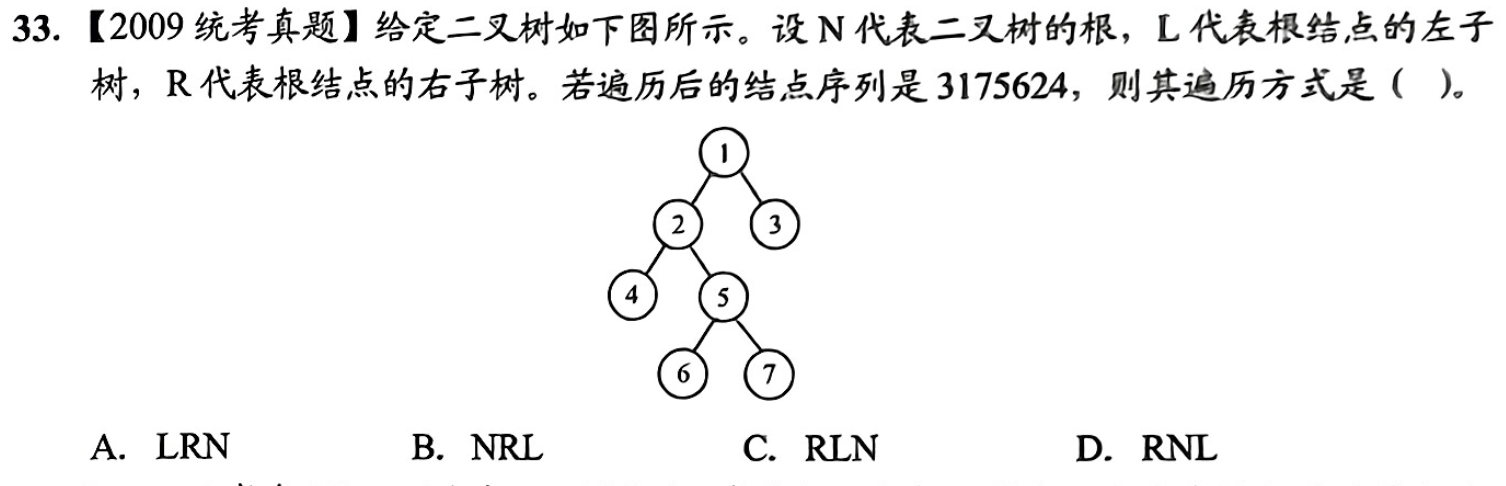 33. 【2009 统考真题】给定二叉树如下图所示。设 N 代表二叉树的根，L 代表根结点的左子
树，R 代表根结点的右子树。若遍历后的结点序列是 3175624，则其遍历方式是（ ）。
1
2 3
4 5
6 7
A. LRN B. NRL C. RLN D. RNL